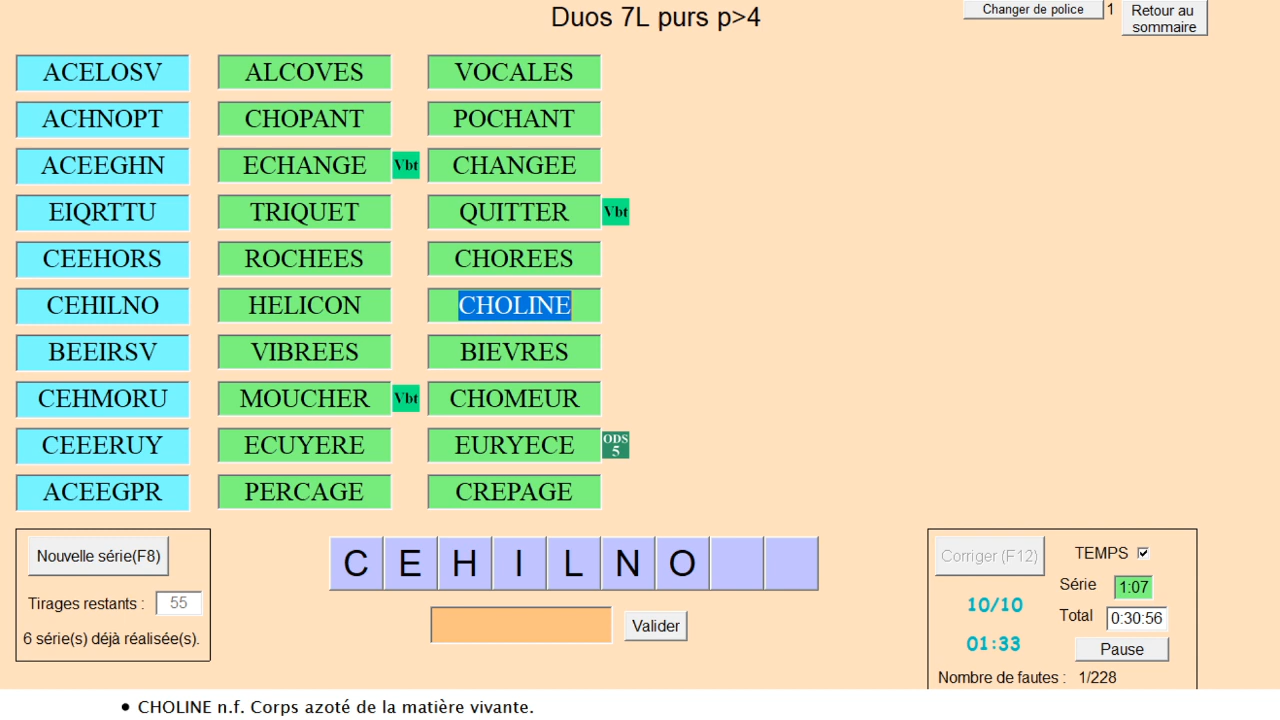 Duos 7L purs p>4
Changer de police 1 Retour au sommaire
ACELOSV ALCOVES VOCALES
ACHNOPT CHOPANT POCHANT
ACEEGHN ECHANGE Vbt CHANGEE
EIQRTTU TRIQUET QUITTER Vbt
CEEHORS ROCHEES CHOREES
CEHILNO HELICON CHOLINE
BEEIRSV VIBREES BIEVRES
CEHMORU MOUCHER Vbt CHOMEUR
CEEERUY ECUYERE EURYECE ODS 5
ACEEGPR PERCAGE CREPAGE
Nouvelle série(F8)
Tirages restants : 55
6 série(s) déjà réalisée(s).
C E H I L N O
Valider
Corriger (F12) TEMPS
Série 1:07
10/10
Total 0:30:56
01:33
Pause
Nombre de fautes : 1/228
• CHOLINE n.f. Corps azoté de la matière vivante.